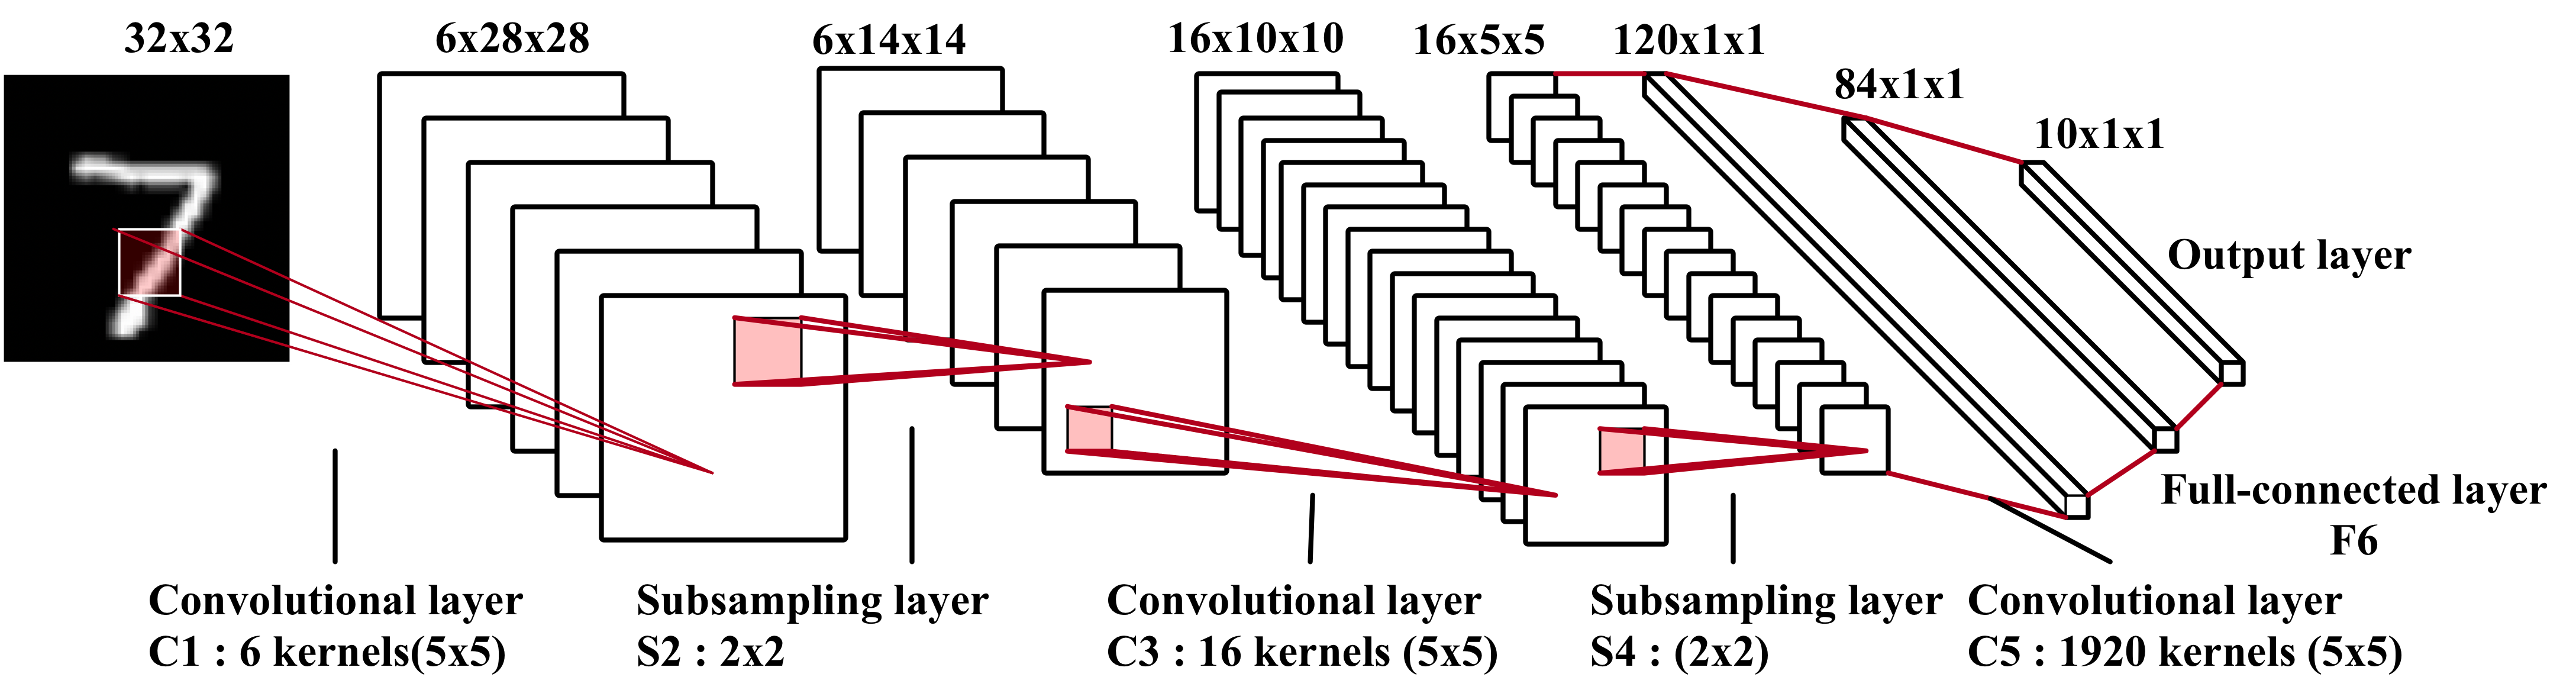 32x32
6x28x28
6x14x14
16x10x10
16x5x5
120x1x1
84x1x1
10x1x1
Output layer
Full-connected layer
F6
Convolutional layer
C1 : 6 kernels(5x5)
Subsampling layer
S2 : 2x2
Convolutional layer
C3 : 16 kernels (5x5)
Subsampling layer
S4 : (2x2)
Convolutional layer
C5 : 1920 kernels (5x5)